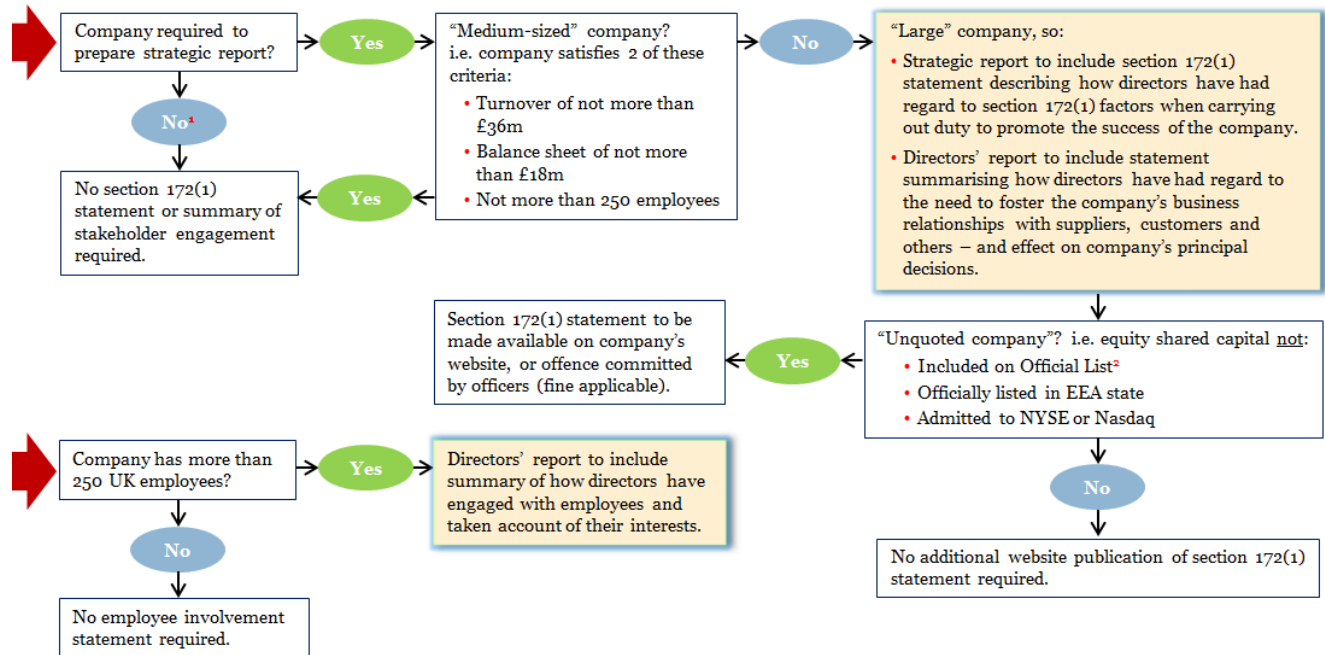 Company required to
prepare strategic report?
Yes
“Medium-sized” company?
i.e. company satisfies 2 of these
criteria:
• Turnover of not more than
£36m
• Balance sheet of not more
than £18m
• Not more than 250 employees
No
“Large” company, so:
• Strategic report to include section 172(1)
statement describing how directors have had
regard to section 172(1) factors when carrying
out duty to promote the success of the company.
• Directors’ report to include statement
summarising how directors have had regard to
the need to foster the company’s business
relationships with suppliers, customers and
others – and effect on company’s principal
decisions.
No¹
Yes
No section 172(1)
statement or summary of
stakeholder engagement
required.
Section 172(1) statement to be
made available on company’s
website, or offence committed
by officers (fine applicable).
Yes
“Unquoted company”? i.e. equity shared capital not:
• Included on Official List²
• Officially listed in EEA state
• Admitted to NYSE or Nasdaq
Company has more than
250 UK employees?
Yes
Directors’ report to include
summary of how directors have
engaged with employees and
taken account of their interests.
No
No
No additional website publication of section 172(1)
statement required.
No employee involvement
statement required.